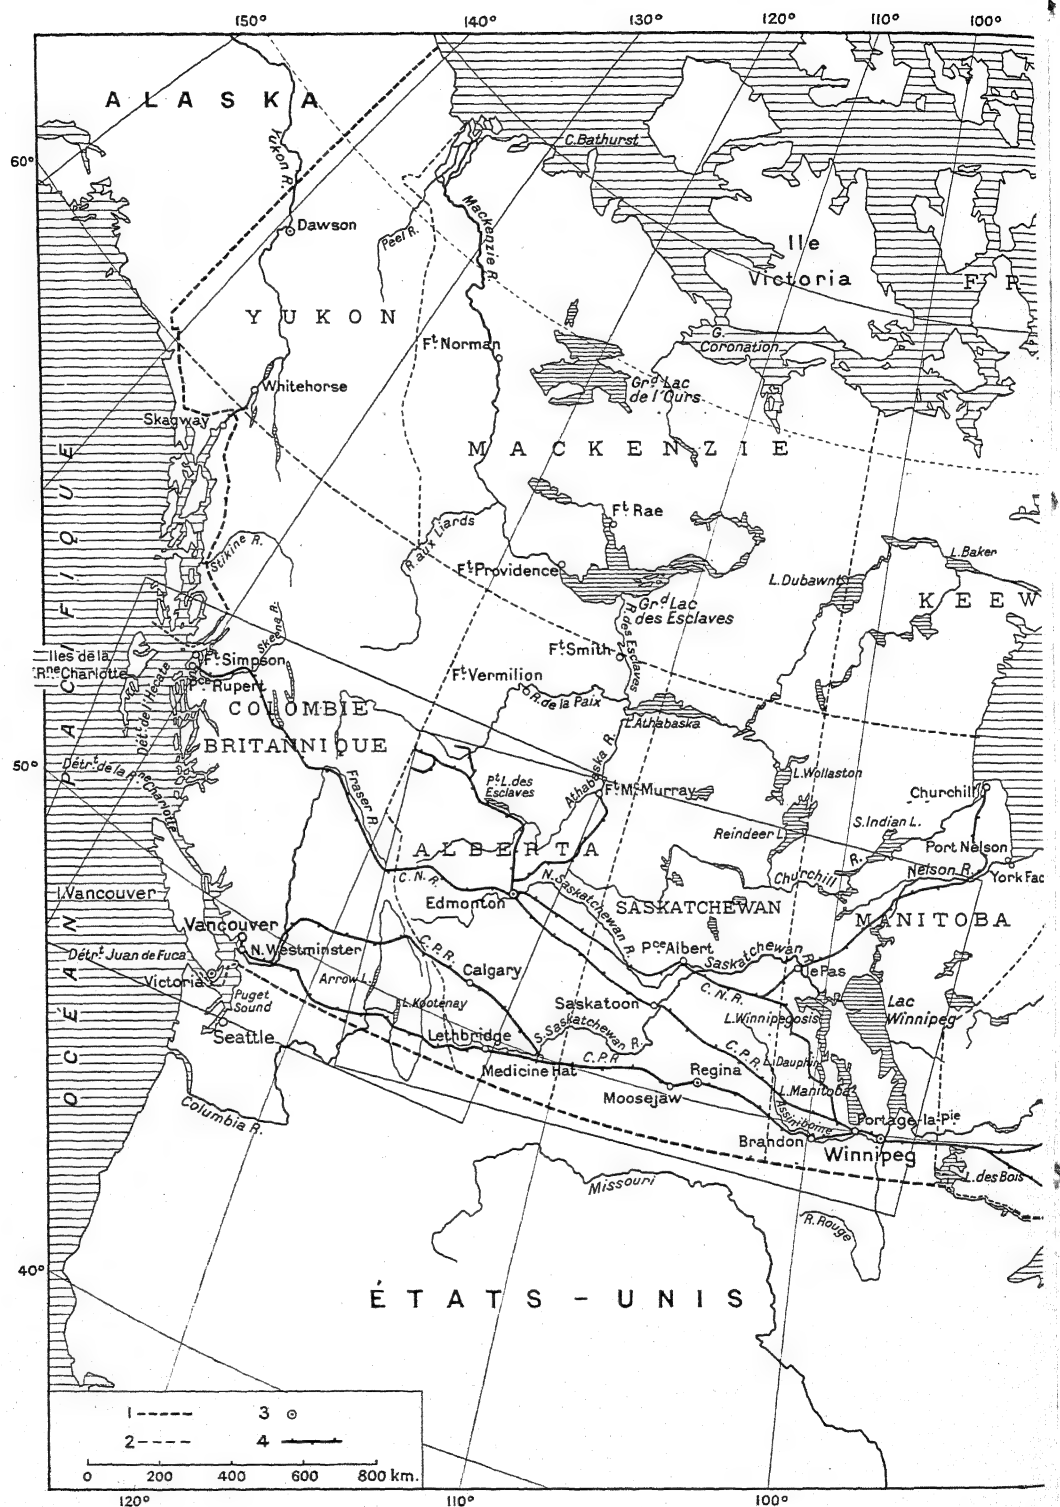 150° 140° 130° 120° 110° 100°
ALASKA
60°
Yukon R.
C. Bathurst
Mackenzie R.
Dawson
Peel R.
Ile
Victoria
F R
YUKON
Ft Norman
G.
Coronation
Whitehorse
Grd Lac
de l'Ours
Skagway
MACKENZIE
Ft Rae
R. aux Liards
Stikine R.
L. Baker
Ft Providence
L. Dubawnt
Grd Lac
des Esclaves
KEEW
R. des Esclaves
Skeena R.
Ft Smith
Iles de la
Rne Charlotte
Ft Simpson
Pce Rupert
Ft Vermilion
R. de la Paix
Dét. de l'Hécate
COLOMBIE
BRITANNIQUE
L. Athabaska
50°
Détrt de la Rne Charlotte
Fraser R.
Pt L. des
Esclaves
Athabaska R.
Ft Mc Murray
L. Wollaston
Churchill
Reindeer L.
S. Indian L.
Port Nelson
ALBERTA
R.
Nelson R.
York Fac
C.N.R.
Churchill
I. Vancouver
Edmonton
N. Saskatchewan R.
SASKATCHEWAN
MANITOBA
Vancouver
N. Westminster
C.P.R.
Pce Albert
Saskatchewan R.
Détrt Juan de Fuca
Arrow L.
Calgary
le Pas
Victoria
C.N.R.
Puget
Sound
L. Kootenay
Saskatoon
L. Winnipegosis
Lac
Winnipeg
Seattle
Lethbridge
S. Saskatchewan R.
C.P.R.
C.P.R
L. Dauphin
Medicine Hat
Regina
L. Manitoba
Moosejaw
Columbia R.
Assiniboine
Portage-la-pie
Brandon
Winnipeg
L. des Bois
Missouri
R. Rouge
40°
ÉTATS-UNIS
OCÉAN PACIFIQUE
1 3
2 4
0 200 400 600 800 km.
120° 110° 100°